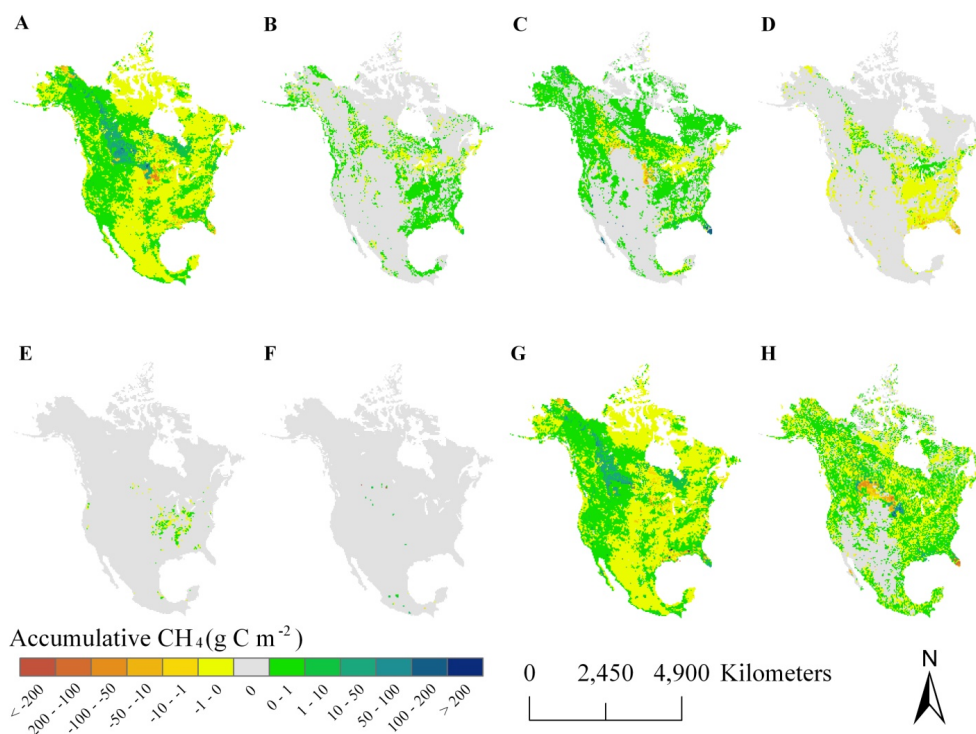 A B C D
E F G H
Accumulative CH₄(g C m⁻²)
< -200
200 - -100
-100 - -50
-50 - -10
-10 - -1
-1 - 0
0
0 - 1
1 - 10
10 - 50
50 - 100
100 - 200
> 200
0 2,450 4,900 Kilometers
N